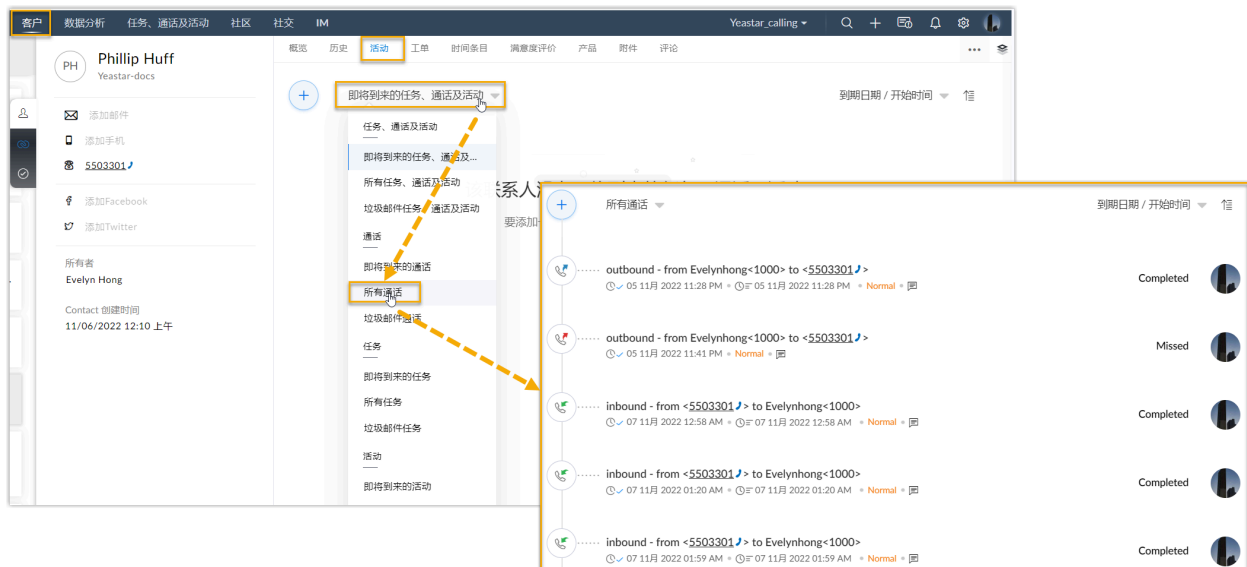 客户 数据分析 任务、通话及活动 社区 社交 IM Yeastar_calling
PH Phillip Huff
Yeastar-docs
概览 历史 活动 工单 时间条目 满意度评价 产品 附件 评论
添加邮件
添加手机
5503301
添加Facebook
添加Twitter
所有者
Evelyn Hong
Contact 创建时间
11/06/2022 12:10 上午
即将到来的任务、通话及活动 到期日期 / 开始时间
任务、通话及活动
即将到来的任务、通话及...
所有任务、通话及活动
垃圾邮件任务、通话及活动
通话
即将到来的通话
所有通话
垃圾邮件通话
任务
即将到来的任务
所有任务
垃圾邮件任务
活动
即将到来的活动
系人
要添加
所有通话 到期日期 / 开始时间
outbound - from Evelynhong<1000> to <5503301> Completed
05 11月 2022 11:28 PM 05 11月 2022 11:28 PM Normal
outbound - from Evelynhong<1000> to <5503301> Missed
05 11月 2022 11:41 PM Normal
inbound - from <5503301> to Evelynhong<1000> Completed
07 11月 2022 12:58 AM 07 11月 2022 12:58 AM Normal
inbound - from <5503301> to Evelynhong<1000> Completed
07 11月 2022 01:20 AM 07 11月 2022 01:20 AM Normal
inbound - from <5503301> to Evelynhong<1000> Completed
07 11月 2022 01:59 AM 07 11月 2022 01:59 AM Normal